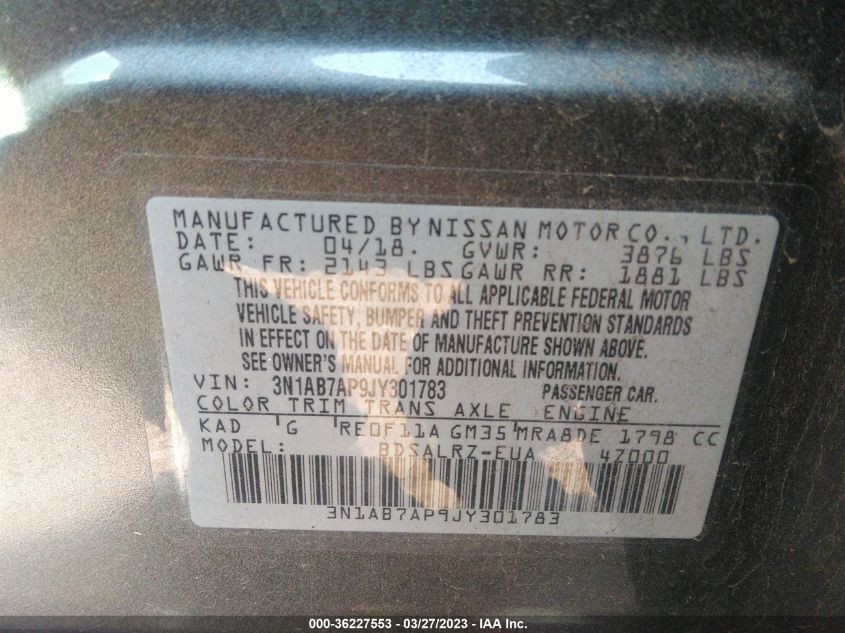 MANUFACTURED BY NISSAN MOTOR CO., LTD.
DATE: 04/18. GVWR: 3876 LBS
GAWR FR: 2143 LBS GAWR RR: 1881 LBS
THIS VEHICLE CONFORMS TO ALL APPLICABLE FEDERAL MOTOR
VEHICLE SAFETY, BUMPER AND THEFT PREVENTION STANDARDS
IN EFFECT ON THE DATE OF MANUFACTURE SHOWN ABOVE.
SEE OWNER'S MANUAL FOR ADDITIONAL INFORMATION
VIN: 3N1AB7AP9JY301783 PASSENGER CAR.
COLOR TRIM TRANS AXLE ENGINE
KAD G RE0F11A GM35 MRA8DE 1798 CC
MODEL: BDSALRZ-EUA 47000
3N1AB7AP9JY301783
000-36227553 — 03/27/2023 — IAA Inc.